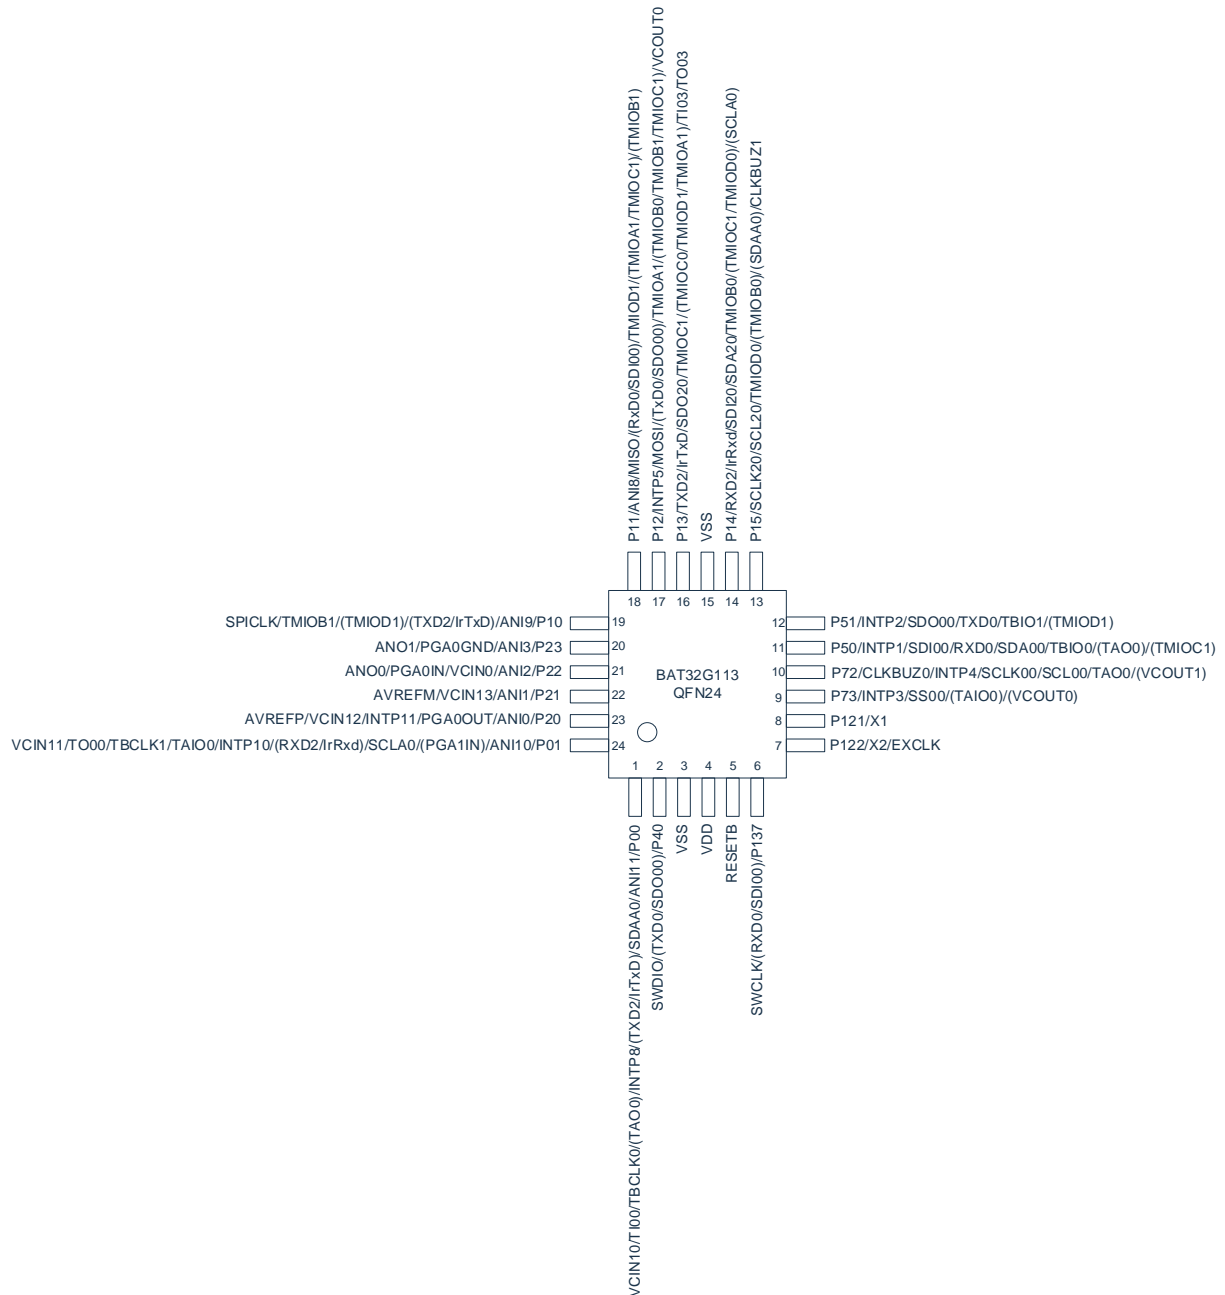 P11/ANI8/MISO/(RxD0/SDI00)/TMIOD1/(TMIOA1/TMIOC1)/(TMIOB1)
P12/INTP5/MOSI/(TxD0/SDO00)/TMIOA1/(TMIOB0/TMIOB1/TMIOC1)/VCOUT0
P13/TXD2/IrTxD/SDO20/TMIOC1/(TMIOC0/TMIOD1/TMIOA1)/TI03/TO03
VSS
P14/RXD2/IrRxd/SDI20/SDA20/TMIOB0/(TMIOC1/TMIOD0)/(SCLA0)
P15/SCLK20/SCL20/TMIOD0/(TMIOB0)/(SDAA0)/CLKBUZ1
18 17 16 15 14 13
SPICLK/TMIOB1/(TMIOD1)/(TXD2/IrTxD)/ANI9/P10 19
ANO1/PGA0GND/ANI3/P23 20
ANO0/PGA0IN/VCIN0/ANI2/P22 21
AVREFM/VCIN13/ANI1/P21 22
AVREFP/VCIN12/INTP11/PGA0OUT/ANI0/P20 23
VCIN11/TO00/TBCLK1/TAIO0/INTP10/(RXD2/IrRxd)/SCLA0/(PGA1IN)/ANI10/P01 24
BAT32G113
QFN24
12 P51/INTP2/SDO00/TXD0/TBIO1/(TMIOD1)
11 P50/INTP1/SDI00/RXD0/SDA00/TBIO0/(TAO0)/(TMIOC1)
10 P72/CLKBUZ0/INTP4/SCLK00/SCL00/TAO0/(VCOUT1)
9 P73/INTP3/SS00/(TAIO0)/(VCOUT0)
8 P121/X1
7 P122/X2/EXCLK
1 2 3 4 5 6
VCIN10/TI00/TBCLK0/(TAO0)/INTP8/(TXD2/IrTxD)/SDAA0/ANI11/P00
SWDIO/(TXD0/SDO00)/P40
VSS
VDD
RESETB
SWCLK/(RXD0/SDI00)/P137